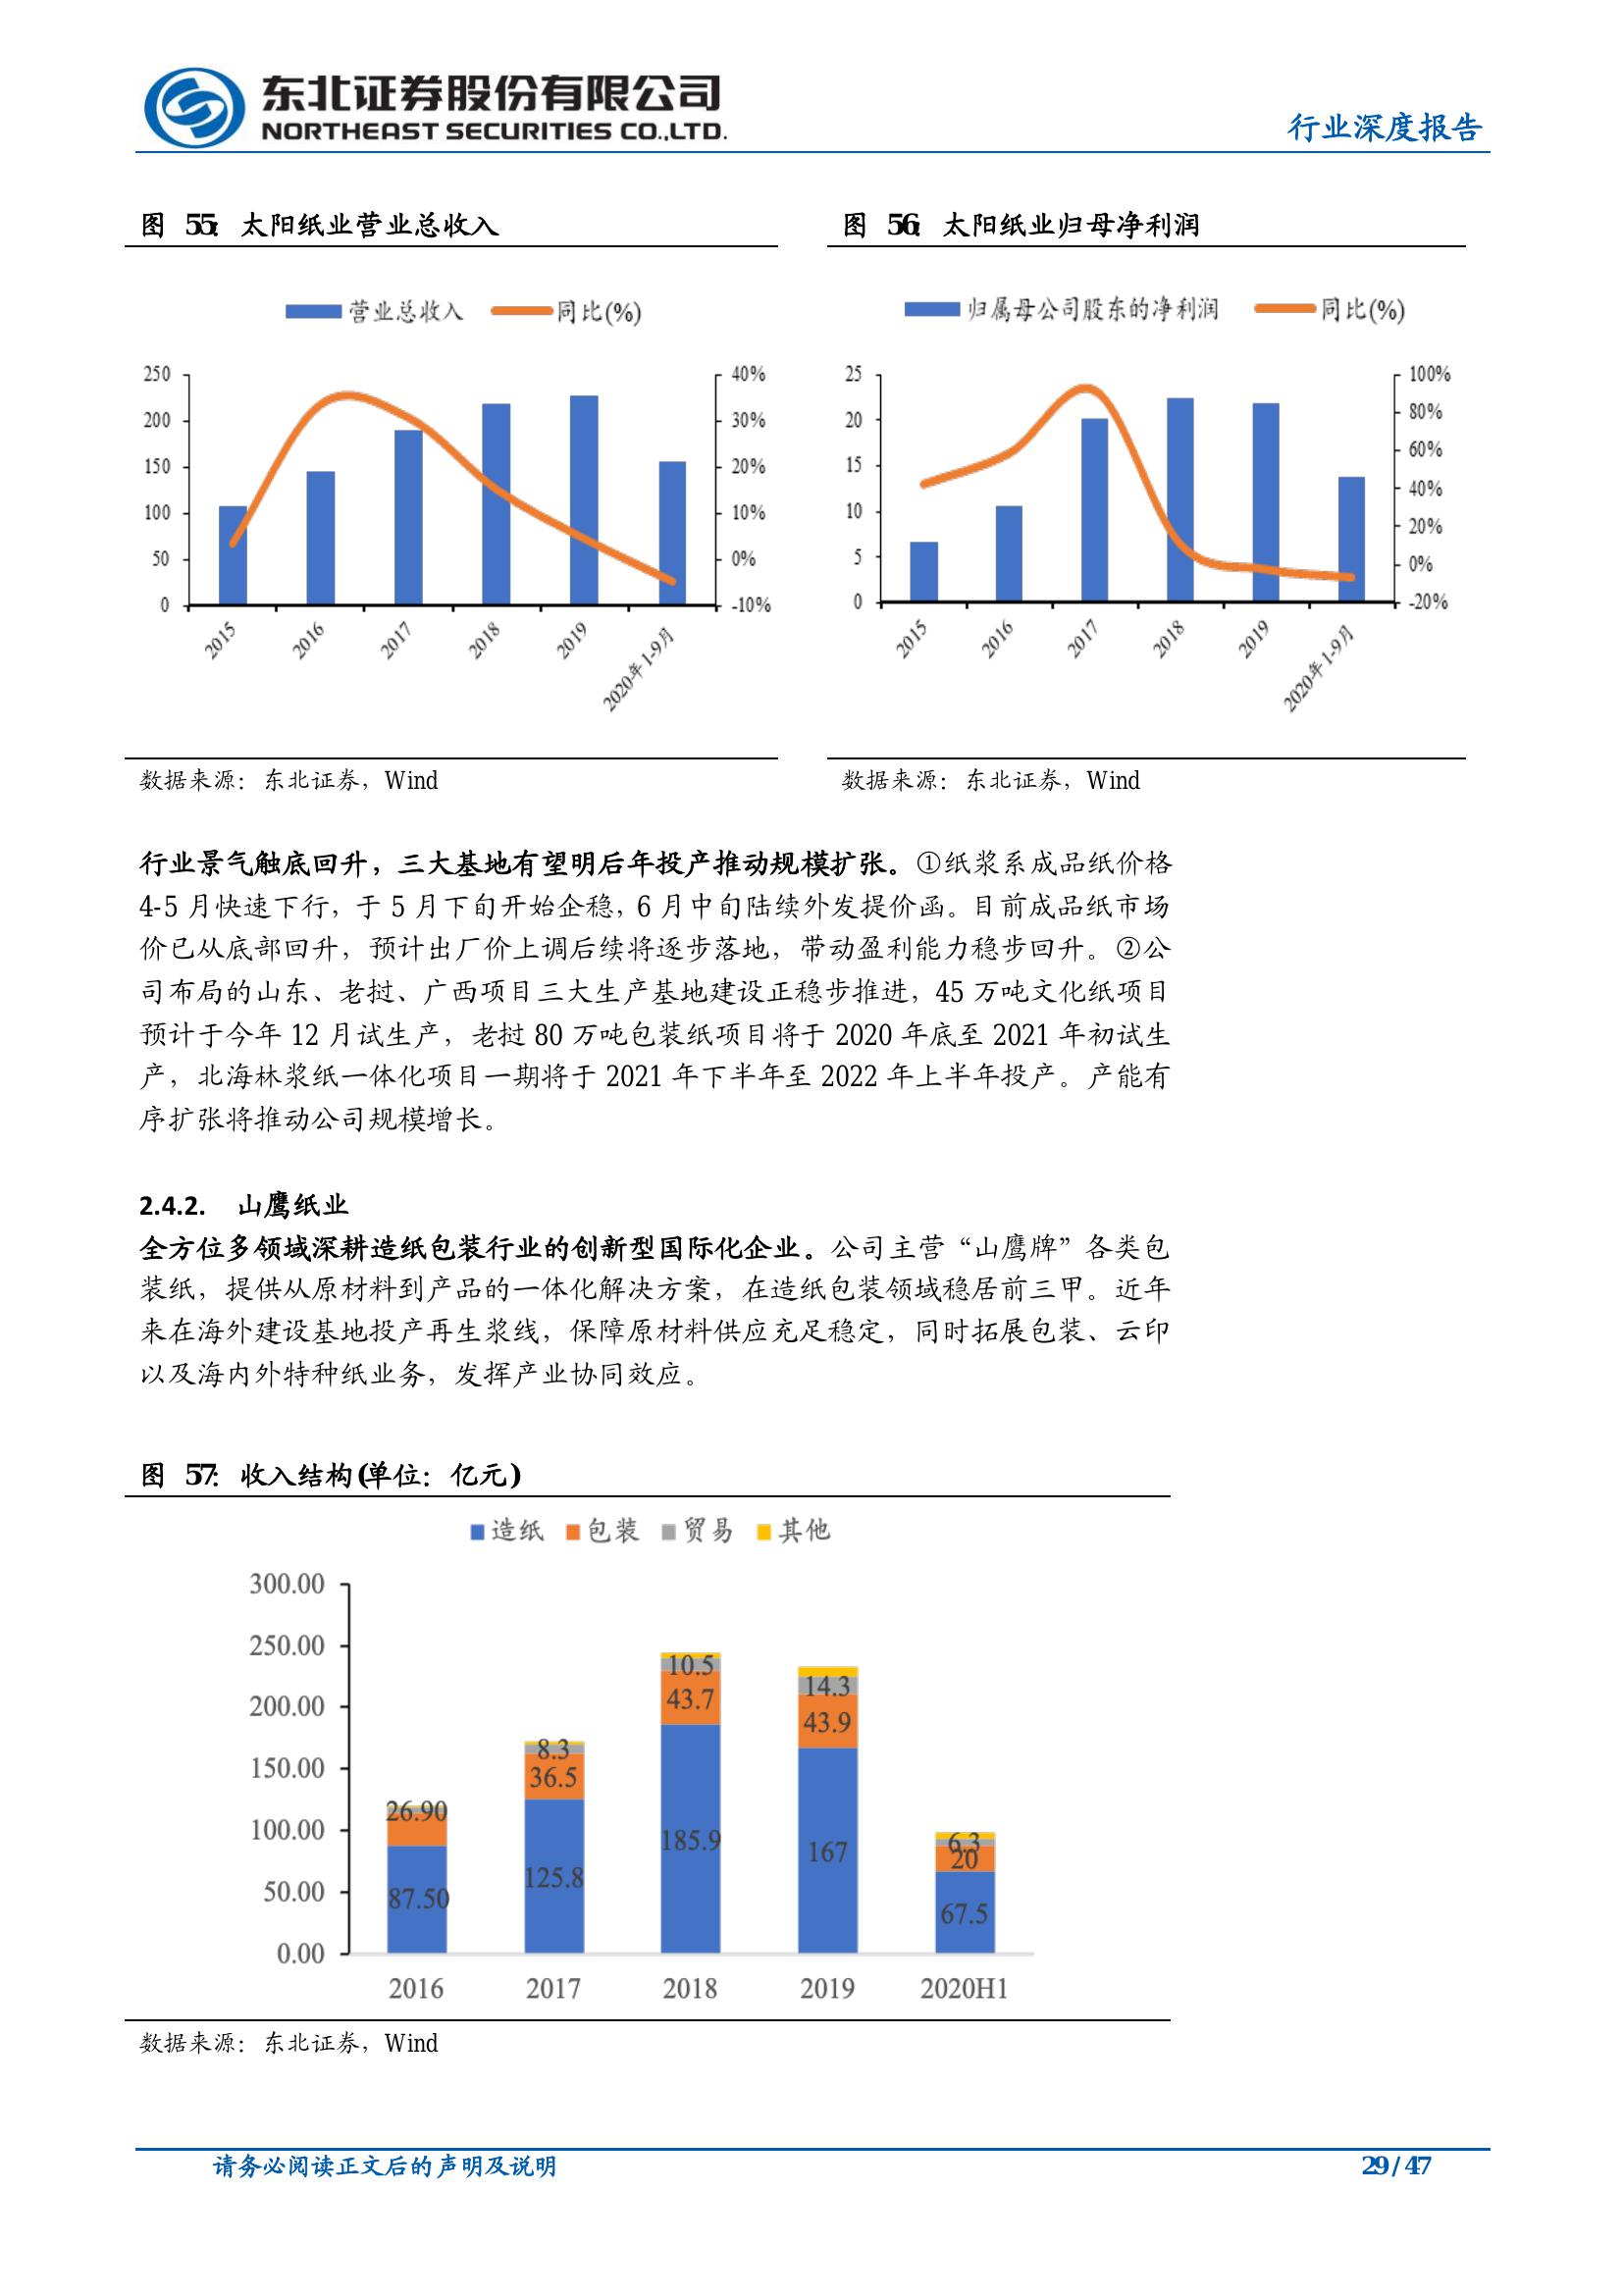 东北证券股份有限公司
NORTHEAST SECURITIES CO.,LTD.
行业深度报告
图 55: 太阳纸业营业总收入
营业总收入 同比(%)
250
200
150
100
50
0
40%
30%
20%
10%
0%
-10%
2015
2016
2017
2018
2019
2020年1-9月
数据来源：东北证券，Wind
图 56: 太阳纸业归母净利润
归属母公司股东的净利润 同比(%)
25
20
15
10
5
0
100%
80%
60%
40%
20%
0%
-20%
2015
2016
2017
2018
2019
2020年1-9月
数据来源：东北证券，Wind
行业景气触底回升，三大基地有望明后年投产推动规模扩张。①纸浆系成品纸价格
4-5 月快速下行，于 5 月下旬开始企稳，6 月中旬陆续外发提价函。目前成品纸市场
价已从底部回升，预计出厂价上调后续将逐步落地，带动盈利能力稳步回升。②公
司布局的山东、老挝、广西项目三大生产基地建设正稳步推进，45 万吨文化纸项目
预计于今年 12 月试生产，老挝 80 万吨包装纸项目将于 2020 年底至 2021 年初试生
产，北海林浆纸一体化项目一期将于 2021 年下半年至 2022 年上半年投产。产能有
序扩张将推动公司规模增长。
2.4.2. 山鹰纸业
全方位多领域深耕造纸包装行业的创新型国际化企业。公司主营“山鹰牌”各类包
装纸，提供从原材料到产品的一体化解决方案，在造纸包装领域稳居前三甲。近年
来在海外建设基地投产再生浆线，保障原材料供应充足稳定，同时拓展包装、云印
以及海内外特种纸业务，发挥产业协同效应。
图 57: 收入结构(单位：亿元)
造纸 包装 贸易 其他
300.00
250.00
200.00
150.00
100.00
50.00
0.00
26.90
87.50
8.3
36.5
125.8
10.5
43.7
185.9
14.3
43.9
167
6.3
20
67.5
2016 2017 2018 2019 2020H1
数据来源：东北证券，Wind
请务必阅读正文后的声明及说明
29 / 47